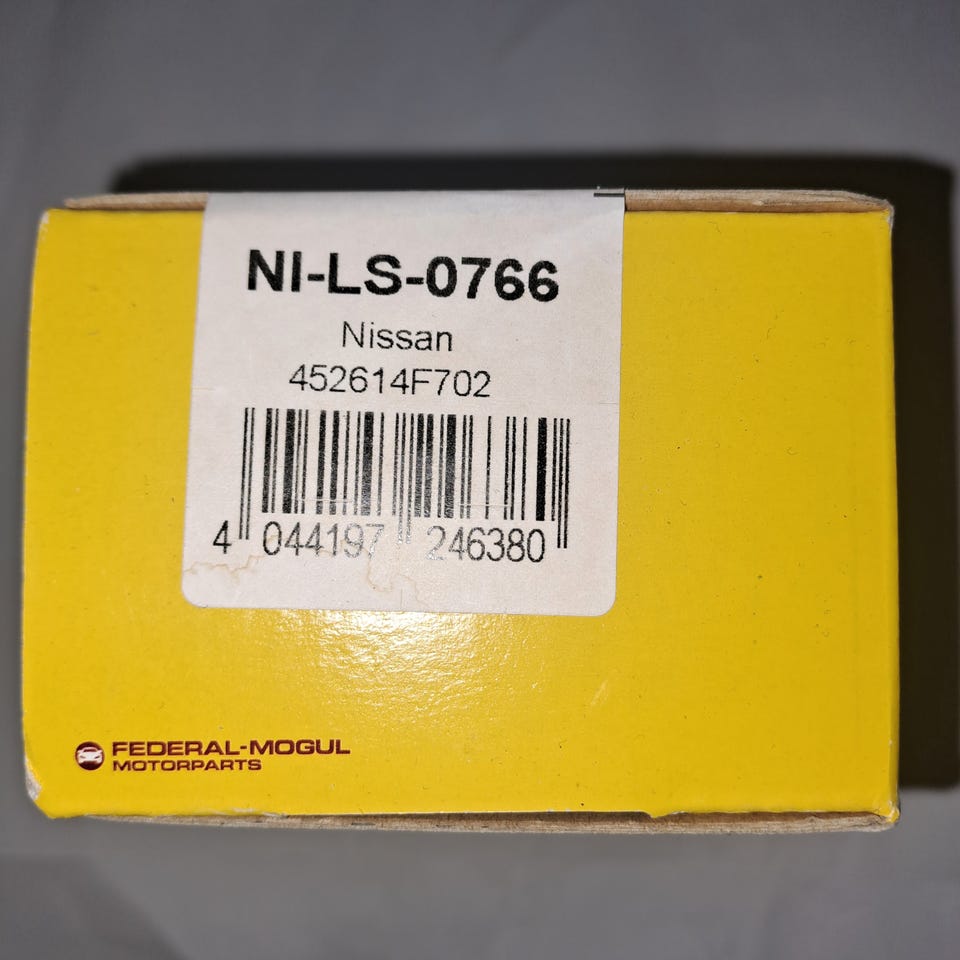 NI-LS-0766
Nissan
452614F702
4 044197 246380
FEDERAL-MOGUL
MOTORPARTS